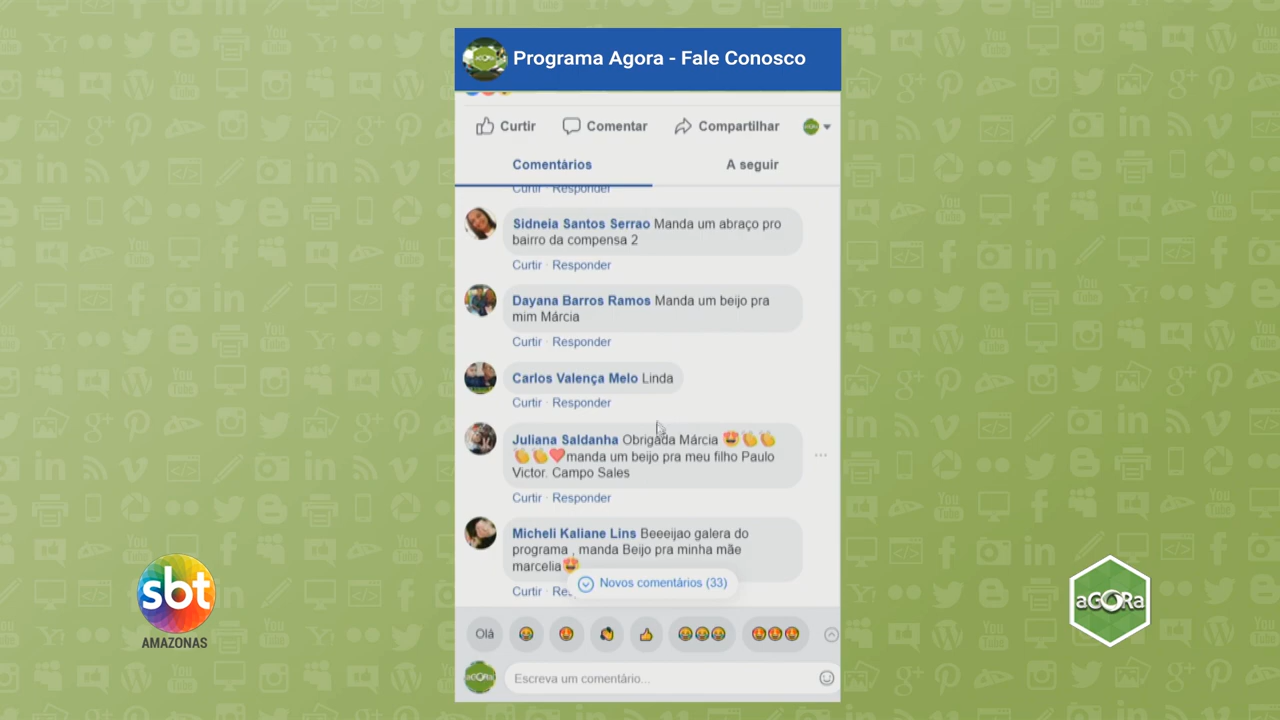 Programa Agora - Fale Conosco
Curtir Comentar Compartilhar
Comentários A seguir
Curtir · Responder
Sidneia Santos Serrao Manda um abraço pro
bairro da compensa 2
Curtir · Responder
Dayana Barros Ramos Manda um beijo pra
mim Márcia
Curtir · Responder
Carlos Valença Melo Linda
Curtir · Responder
Juliana Saldanha Obrigada Márcia 🤩👏👏
👏👏❤️manda um beijo pra meu filho Paulo
Victor. Campo Sales
Curtir · Responder
Micheli Kaliane Lins Beeeijao galera do
programa , manda Beijo pra minha mãe
marcelia🤩
Novos comentários (33)
Curtir · Re
Olá
Escreva um comentário...
sbt
AMAZONAS
aGORa